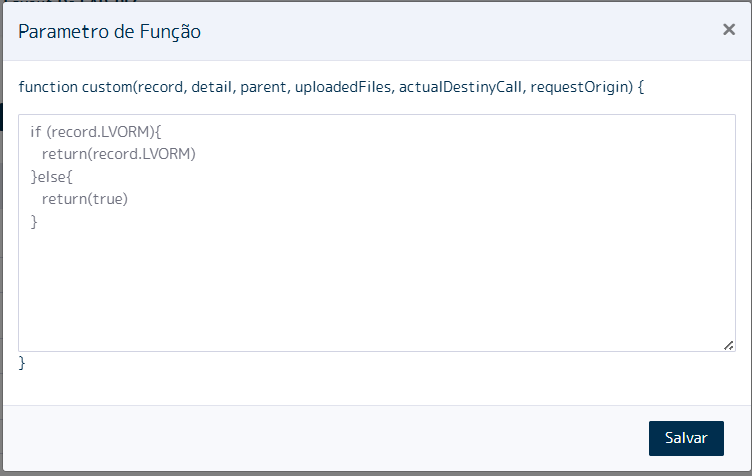 Parametro de Função
×
function custom(record, detail, parent, uploadedFiles, actualDestinyCall, requestOrigin) {
if (record.LVORM){
return(record.LVORM)
}else{
return(true)
}
}
Salvar